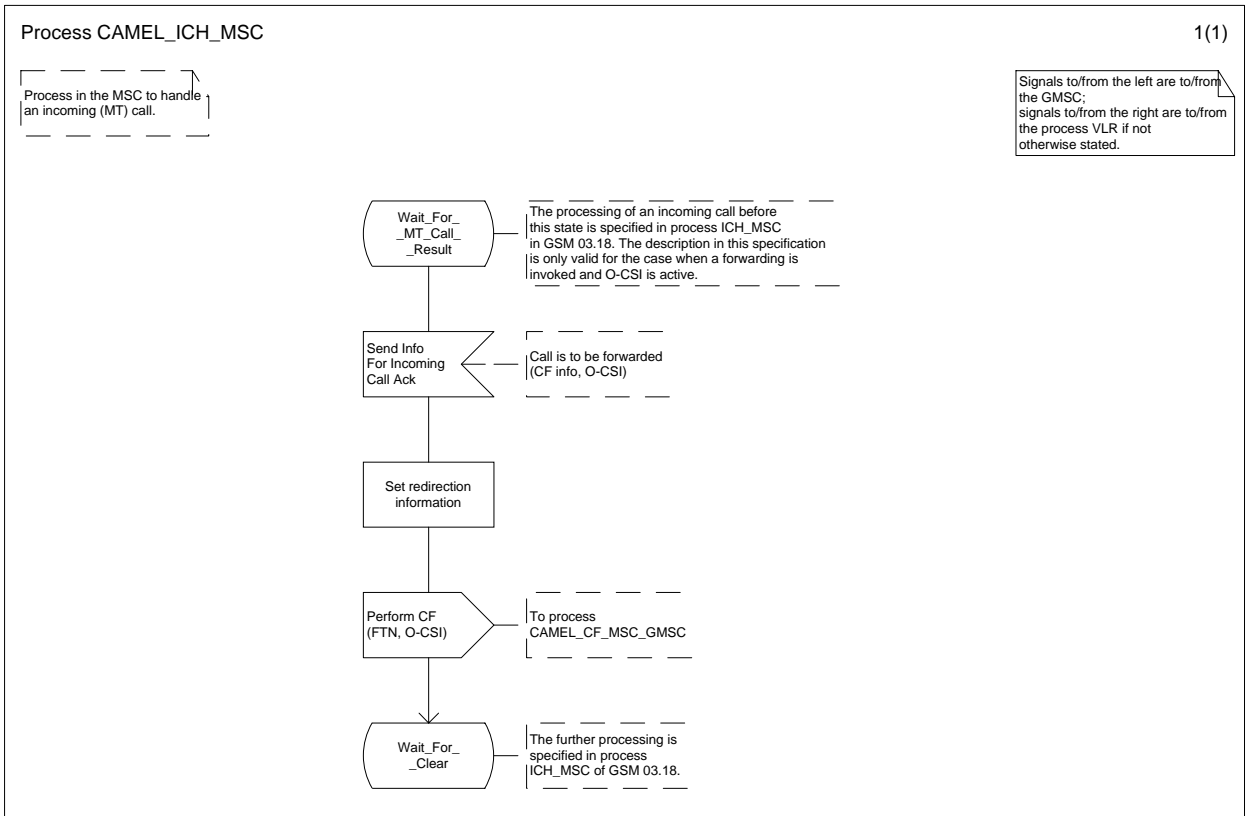 Process CAMEL_ICH_MSC
1(1)
Process in the MSC to handle
an incoming (MT) call.
Signals to/from the left are to/from
the GMSC;
signals to/from the right are to/from
the process VLR if not
otherwise stated.
Wait_For_
_MT_Call_
_Result
The processing of an incoming call before
this state is specified in process ICH_MSC
in GSM 03.18. The description in this specification
is only valid for the case when a forwarding is
invoked and O-CSI is active.
Send Info
For Incoming
Call Ack
Call is to be forwarded
(CF info, O-CSI)
Set redirection
information
Perform CF
(FTN, O-CSI)
To process
CAMEL_CF_MSC_GMSC
Wait_For_
_Clear
The further processing is
specified in process
ICH_MSC of GSM 03.18.